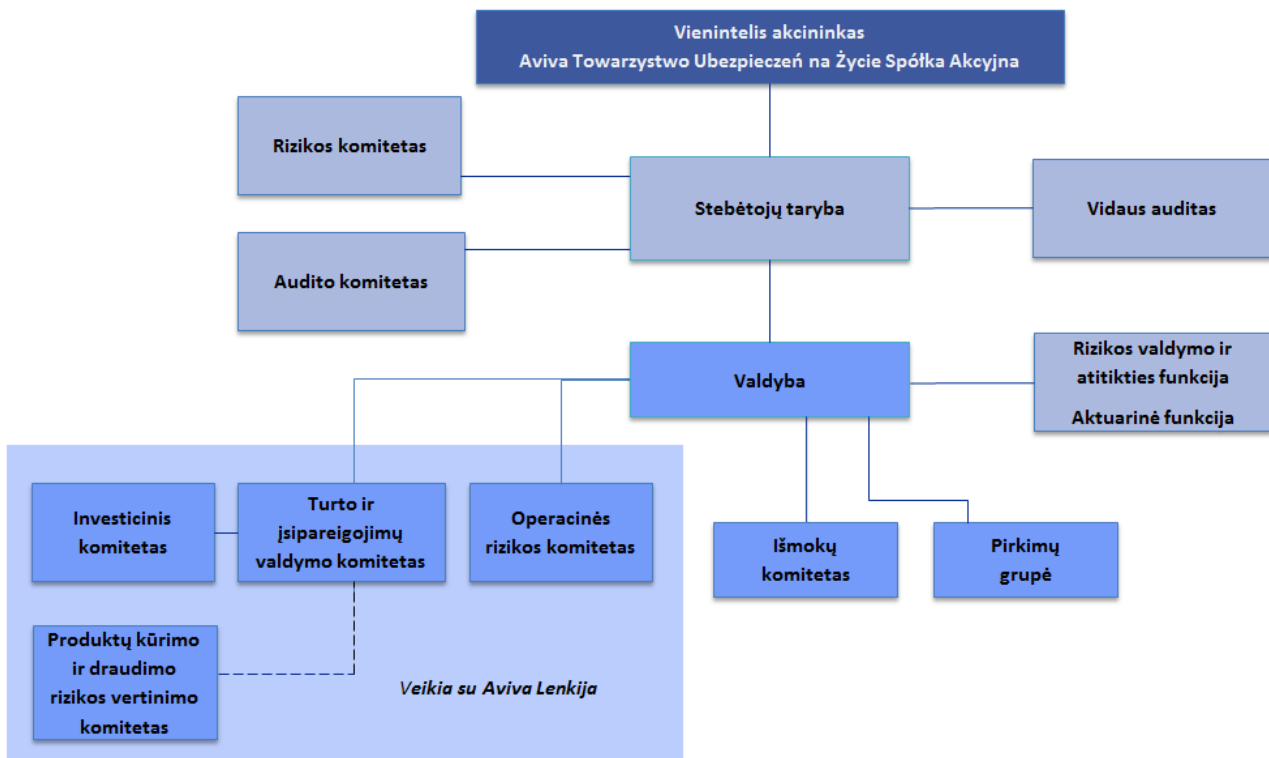 Vienintelis akcininkas
Aviva Towarzystwo Ubezpieczeń na Życie Spółka Akcyjna
Rizikos komitetas
Stebėtojų taryba
Vidaus auditas
Audito komitetas
Valdyba
Rizikos valdymo ir
atitikties funkcija
Aktuarinė funkcija
Investicinis
komitetas
Turto ir
įsipareigojimų
valdymo komitetas
Operacinės
rizikos komitetas
Išmokų
komitetas
Pirkimų
grupė
Produktų kūrimo
ir draudimo
rizikos vertinimo
komitetas
Veikia su Aviva Lenkija